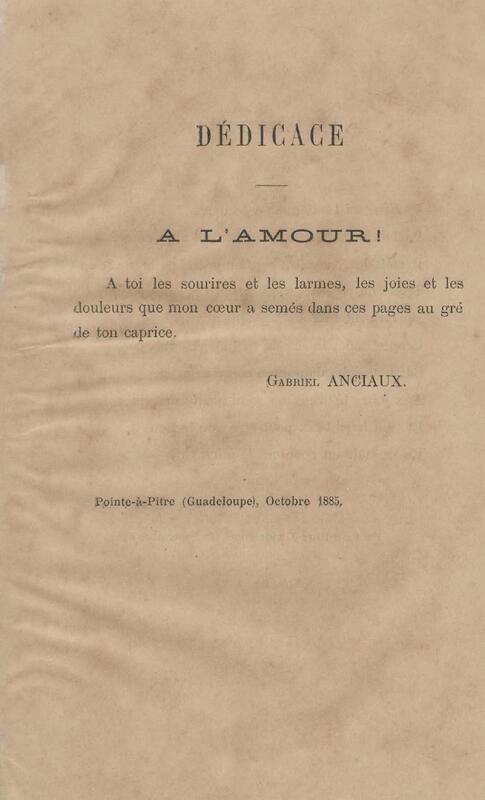 DÉDICACE
A L'AMOUR!
A toi les sourires et les larmes, les joies et les
douleurs que mon cœur a semés dans ces pages au gré
de ton caprice.
GABRIEL ANCIAUX.
Pointe-à-Pitre (Guadeloupe), Octobre 1885.